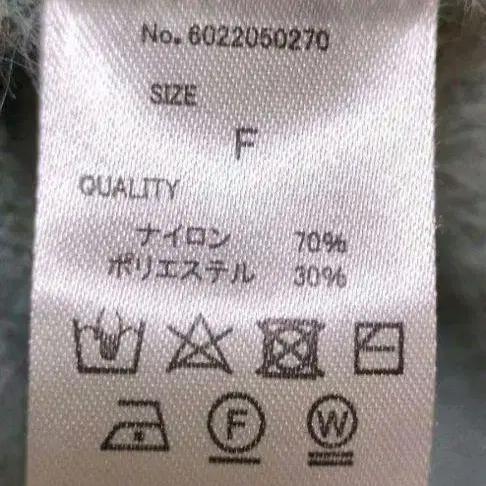 No. 6022050270
SIZE
F
QUALITY
ナイロン 70%
ポリエステル 30%
F W